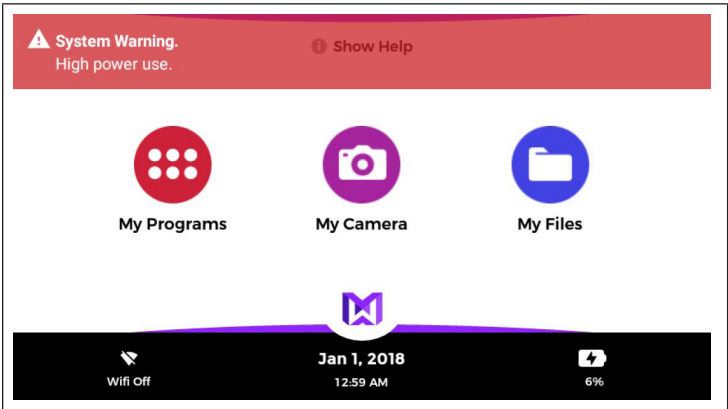 System Warning.
High power use.
Show Help
My Programs
My Camera
My Files
Jan 1, 2018
Wifi Off
12:59 AM
6%